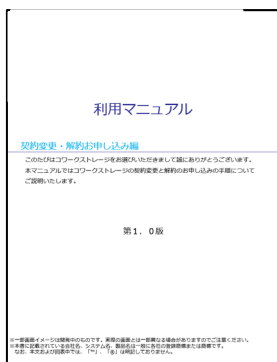 利用マニュアル
契約変更・解約お申し込み編
このたびはコワークストレージをお選びいただきまして誠にありがとうございます。
本マニュアルではコワークストレージの契約変更と解約のお申し込みの手順について
ご説明いたします。
第1.0版
※一部画面イメージは開発中のものです。実際の画面とは一部異なる場合がありますのでご注意ください。
※本書に記載されている会社名、システム名、製品名は一般に各社の登録商標または商標です。
なお、本文および図表中では、「™」、「®」は明記しておりません。